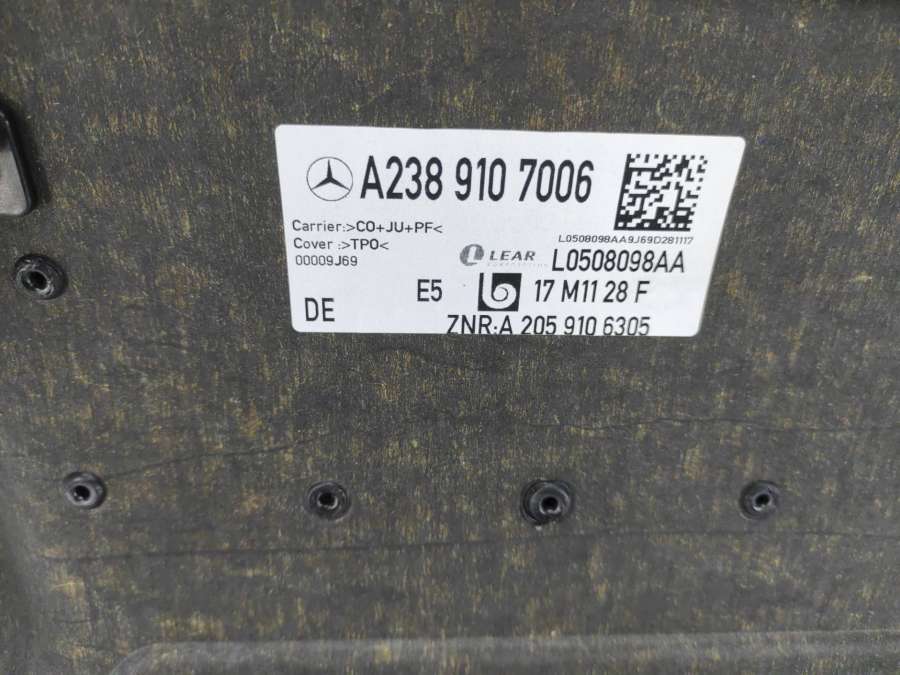 A238 910 7006
Carrier:>CO+JU+PF<
Cover :>TPO<
00009J69
L0508098AA9J69D281117
LEAR
CORPORATION
L0508098AA
DE
E5
17 M11 28 F
ZNR:A 205 910 6305